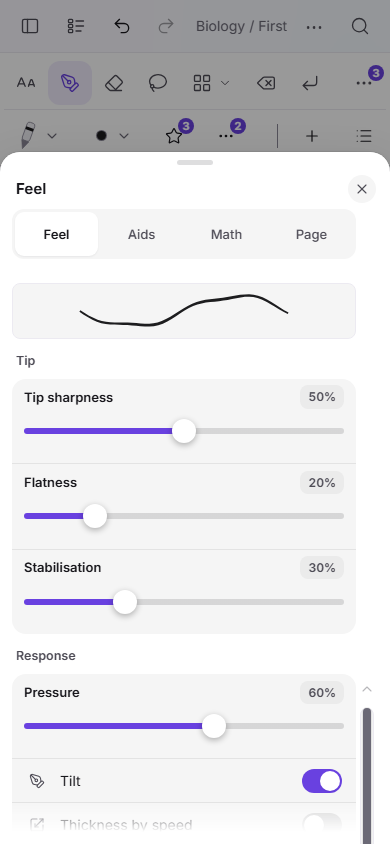 Biology / First
AA
3
3
2
Feel
Feel
Aids
Math
Page
Tip
Tip sharpness
50%
Flatness
20%
Stabilisation
30%
Response
Pressure
60%
Tilt
Thickness by speed